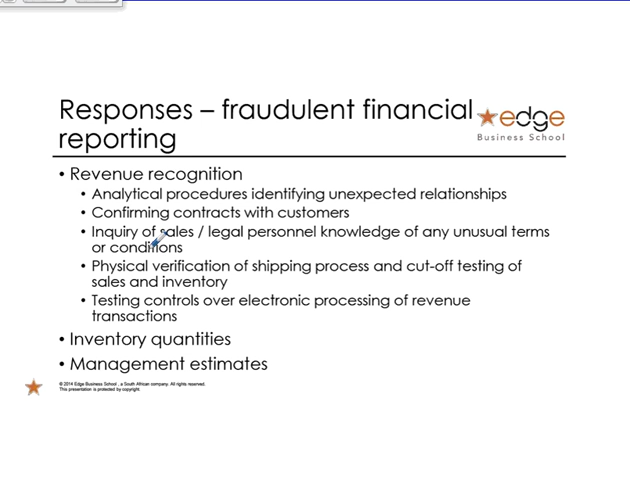 Responses – fraudulent financial
reporting
edge
Business School
• Revenue recognition
• Analytical procedures identifying unexpected relationships
• Confirming contracts with customers
• Inquiry of sales / legal personnel knowledge of any unusual terms
or conditions
• Physical verification of shipping process and cut-off testing of
sales and inventory
• Testing controls over electronic processing of revenue
transactions
• Inventory quantities
• Management estimates
© 2014 Edge Business School , a South African company. All rights reserved.
This presentation is protected by copyright.